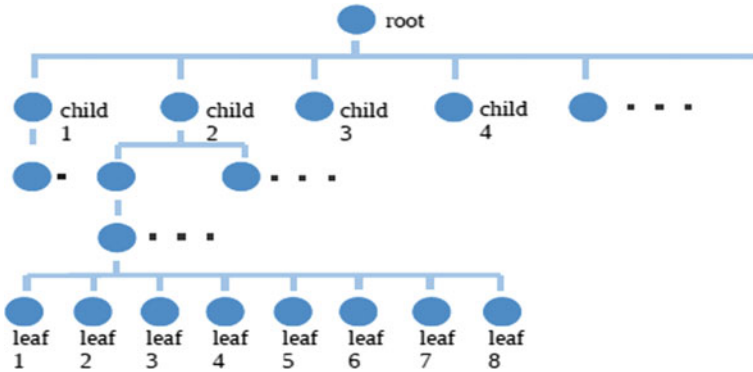 root
child 1
child 2
child 3
child 4
leaf 1
leaf 2
leaf 3
leaf 4
leaf 5
leaf 6
leaf 7
leaf 8